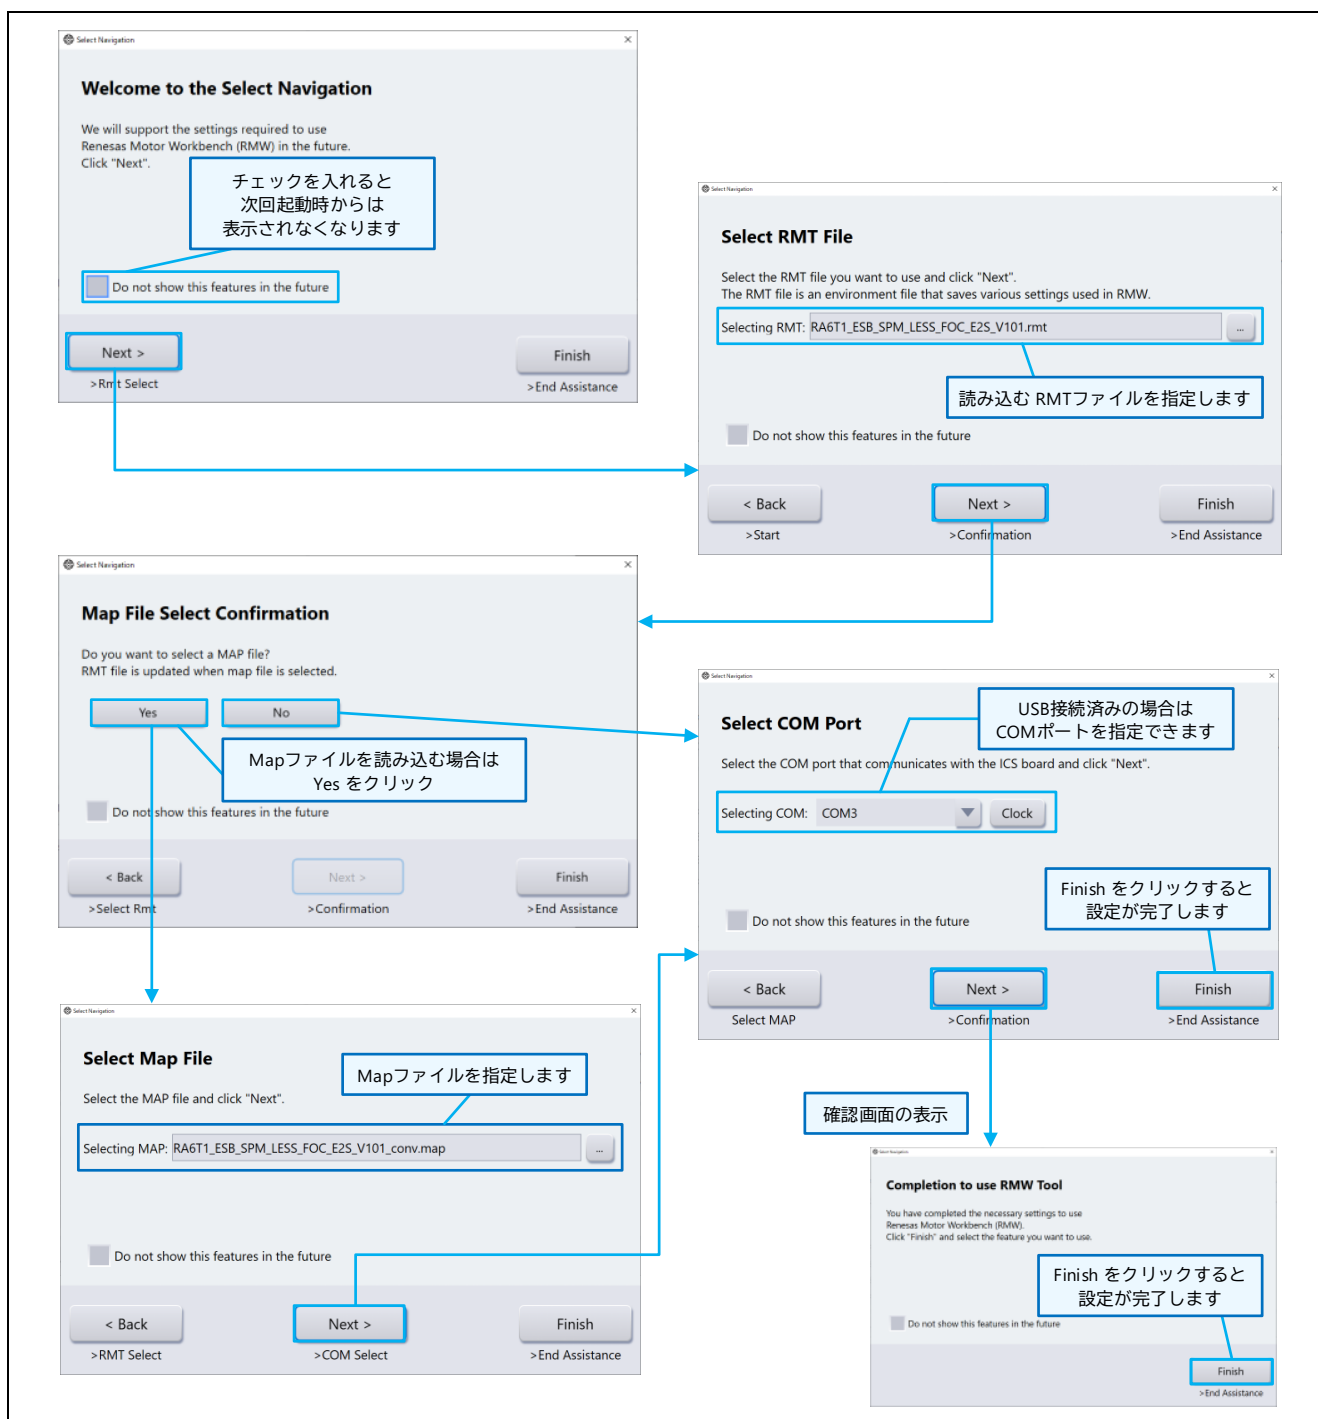 Select Navigation
Welcome to the Select Navigation
We will support the settings required to use
Renesas Motor Workbench (RMW) in the future.
Click "Next".
チェックを入れると
次回起動時からは
表示されなくなります
Do not show this features in the future
Next >
>Rmt Select
Finish
>End Assistance
Select Navigation
Select RMT File
Select the RMT file you want to use and click "Next".
The RMT file is an environment file that saves various settings used in RMW.
Selecting RMT: RA6T1_ESB_SPM_LESS_FOC_E2S_V101.rmt ...
読み込む RMTファイルを指定します
Do not show this features in the future
< Back
>Start
Next >
>Confirmation
Finish
>End Assistance
Select Navigation
Map File Select Confirmation
Do you want to select a MAP file?
RMT file is updated when map file is selected.
Yes
No
Mapファイルを読み込む場合は
Yes をクリック
Do not show this features in the future
< Back
>Select Rmt
Next >
>Confirmation
Finish
>End Assistance
Select Navigation
Select COM Port
USB接続済みの場合は
COMポートを指定できます
Select the COM port that communicates with the ICS board and click "Next".
Selecting COM: COM3 Clock
Finish をクリックすると
設定が完了します
Do not show this features in the future
< Back
Select MAP
Next >
>Confirmation
Finish
>End Assistance
Select Navigation
Select Map File
Mapファイルを指定します
Select the MAP file and click "Next".
Selecting MAP: RA6T1_ESB_SPM_LESS_FOC_E2S_V101_conv.map ...
Do not show this features in the future
< Back
>RMT Select
Next >
>COM Select
Finish
>End Assistance
確認画面の表示
Select Navigation
Completion to use RMW Tool
You have completed the necessary settings to use
Renesas Motor Workbench (RMW).
Click "Finish" and select the feature you want to use.
Finish をクリックすると
設定が完了します
Do not show this features in the future
Finish
>End Assistance